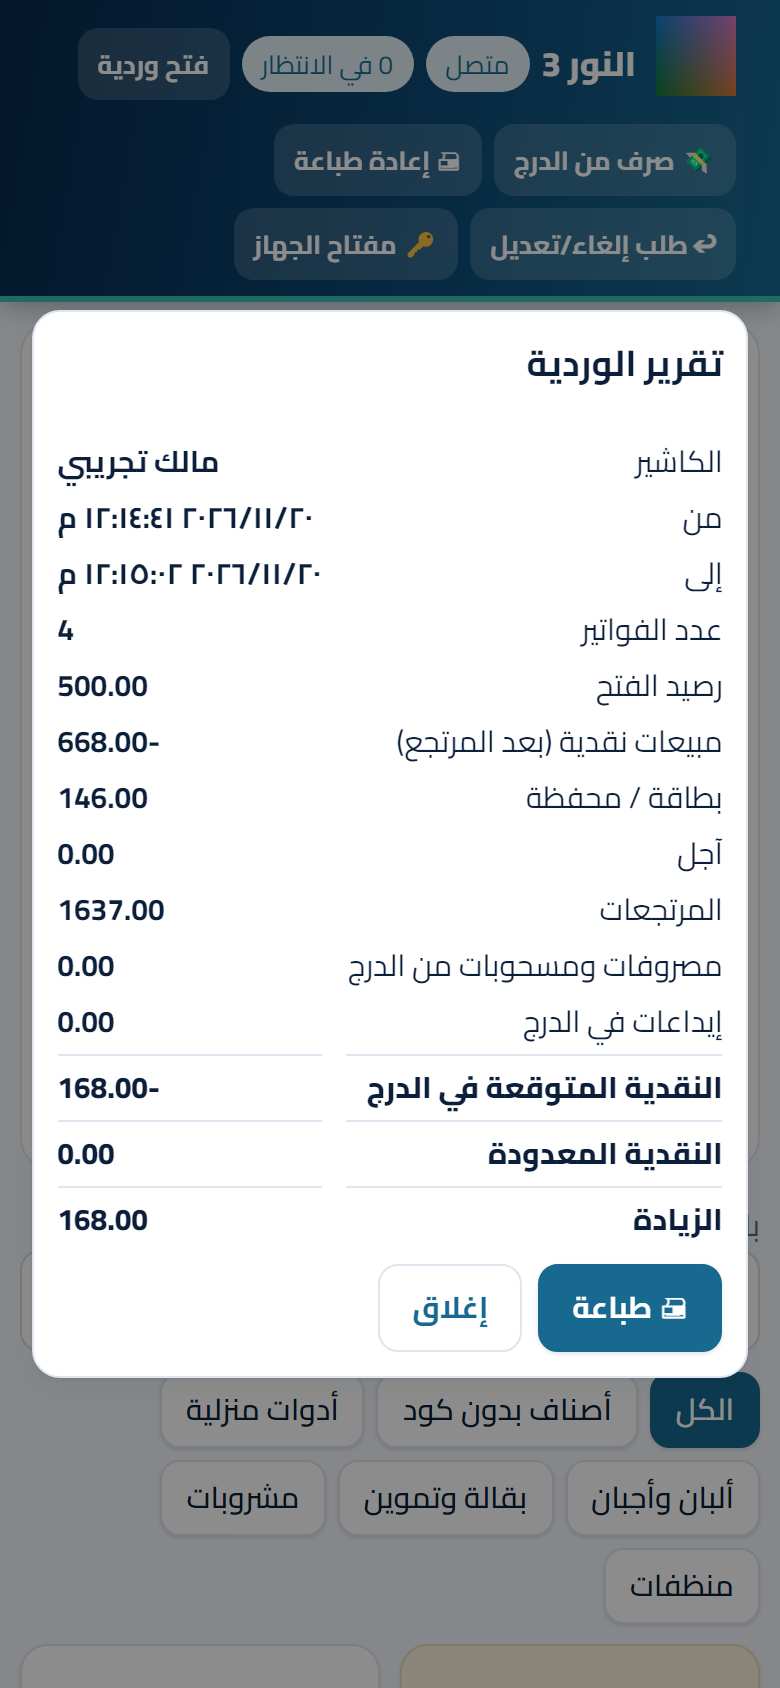 النور 3
متصل
0 في الانتظار
فتح وردية
💸 صرف من الدرج
🖨 إعادة طباعة
↩ طلب إلغاء/تعديل
🔑 مفتاح الجهاز
تقرير الوردية
الكاشير مالك تجريبي
من ٢٠٢٦/١١/٢٠ ١٢:١٤:٤١ م
إلى ٢٠٢٦/١١/٢٠ ١٢:١٥:٠٢ م
عدد الفواتير 4
رصيد الفتح 500.00
مبيعات نقدية (بعد المرتجع) 668.00-
بطاقة / محفظة 146.00
آجل 0.00
المرتجعات 1637.00
مصروفات ومسحوبات من الدرج 0.00
إيداعات في الدرج 0.00
النقدية المتوقعة في الدرج 168.00-
النقدية المعدودة 0.00
الزيادة 168.00
🖨 طباعة
إغلاق
الكل
أصناف بدون كود
أدوات منزلية
ألبان وأجبان
بقالة وتموين
مشروبات
منظفات